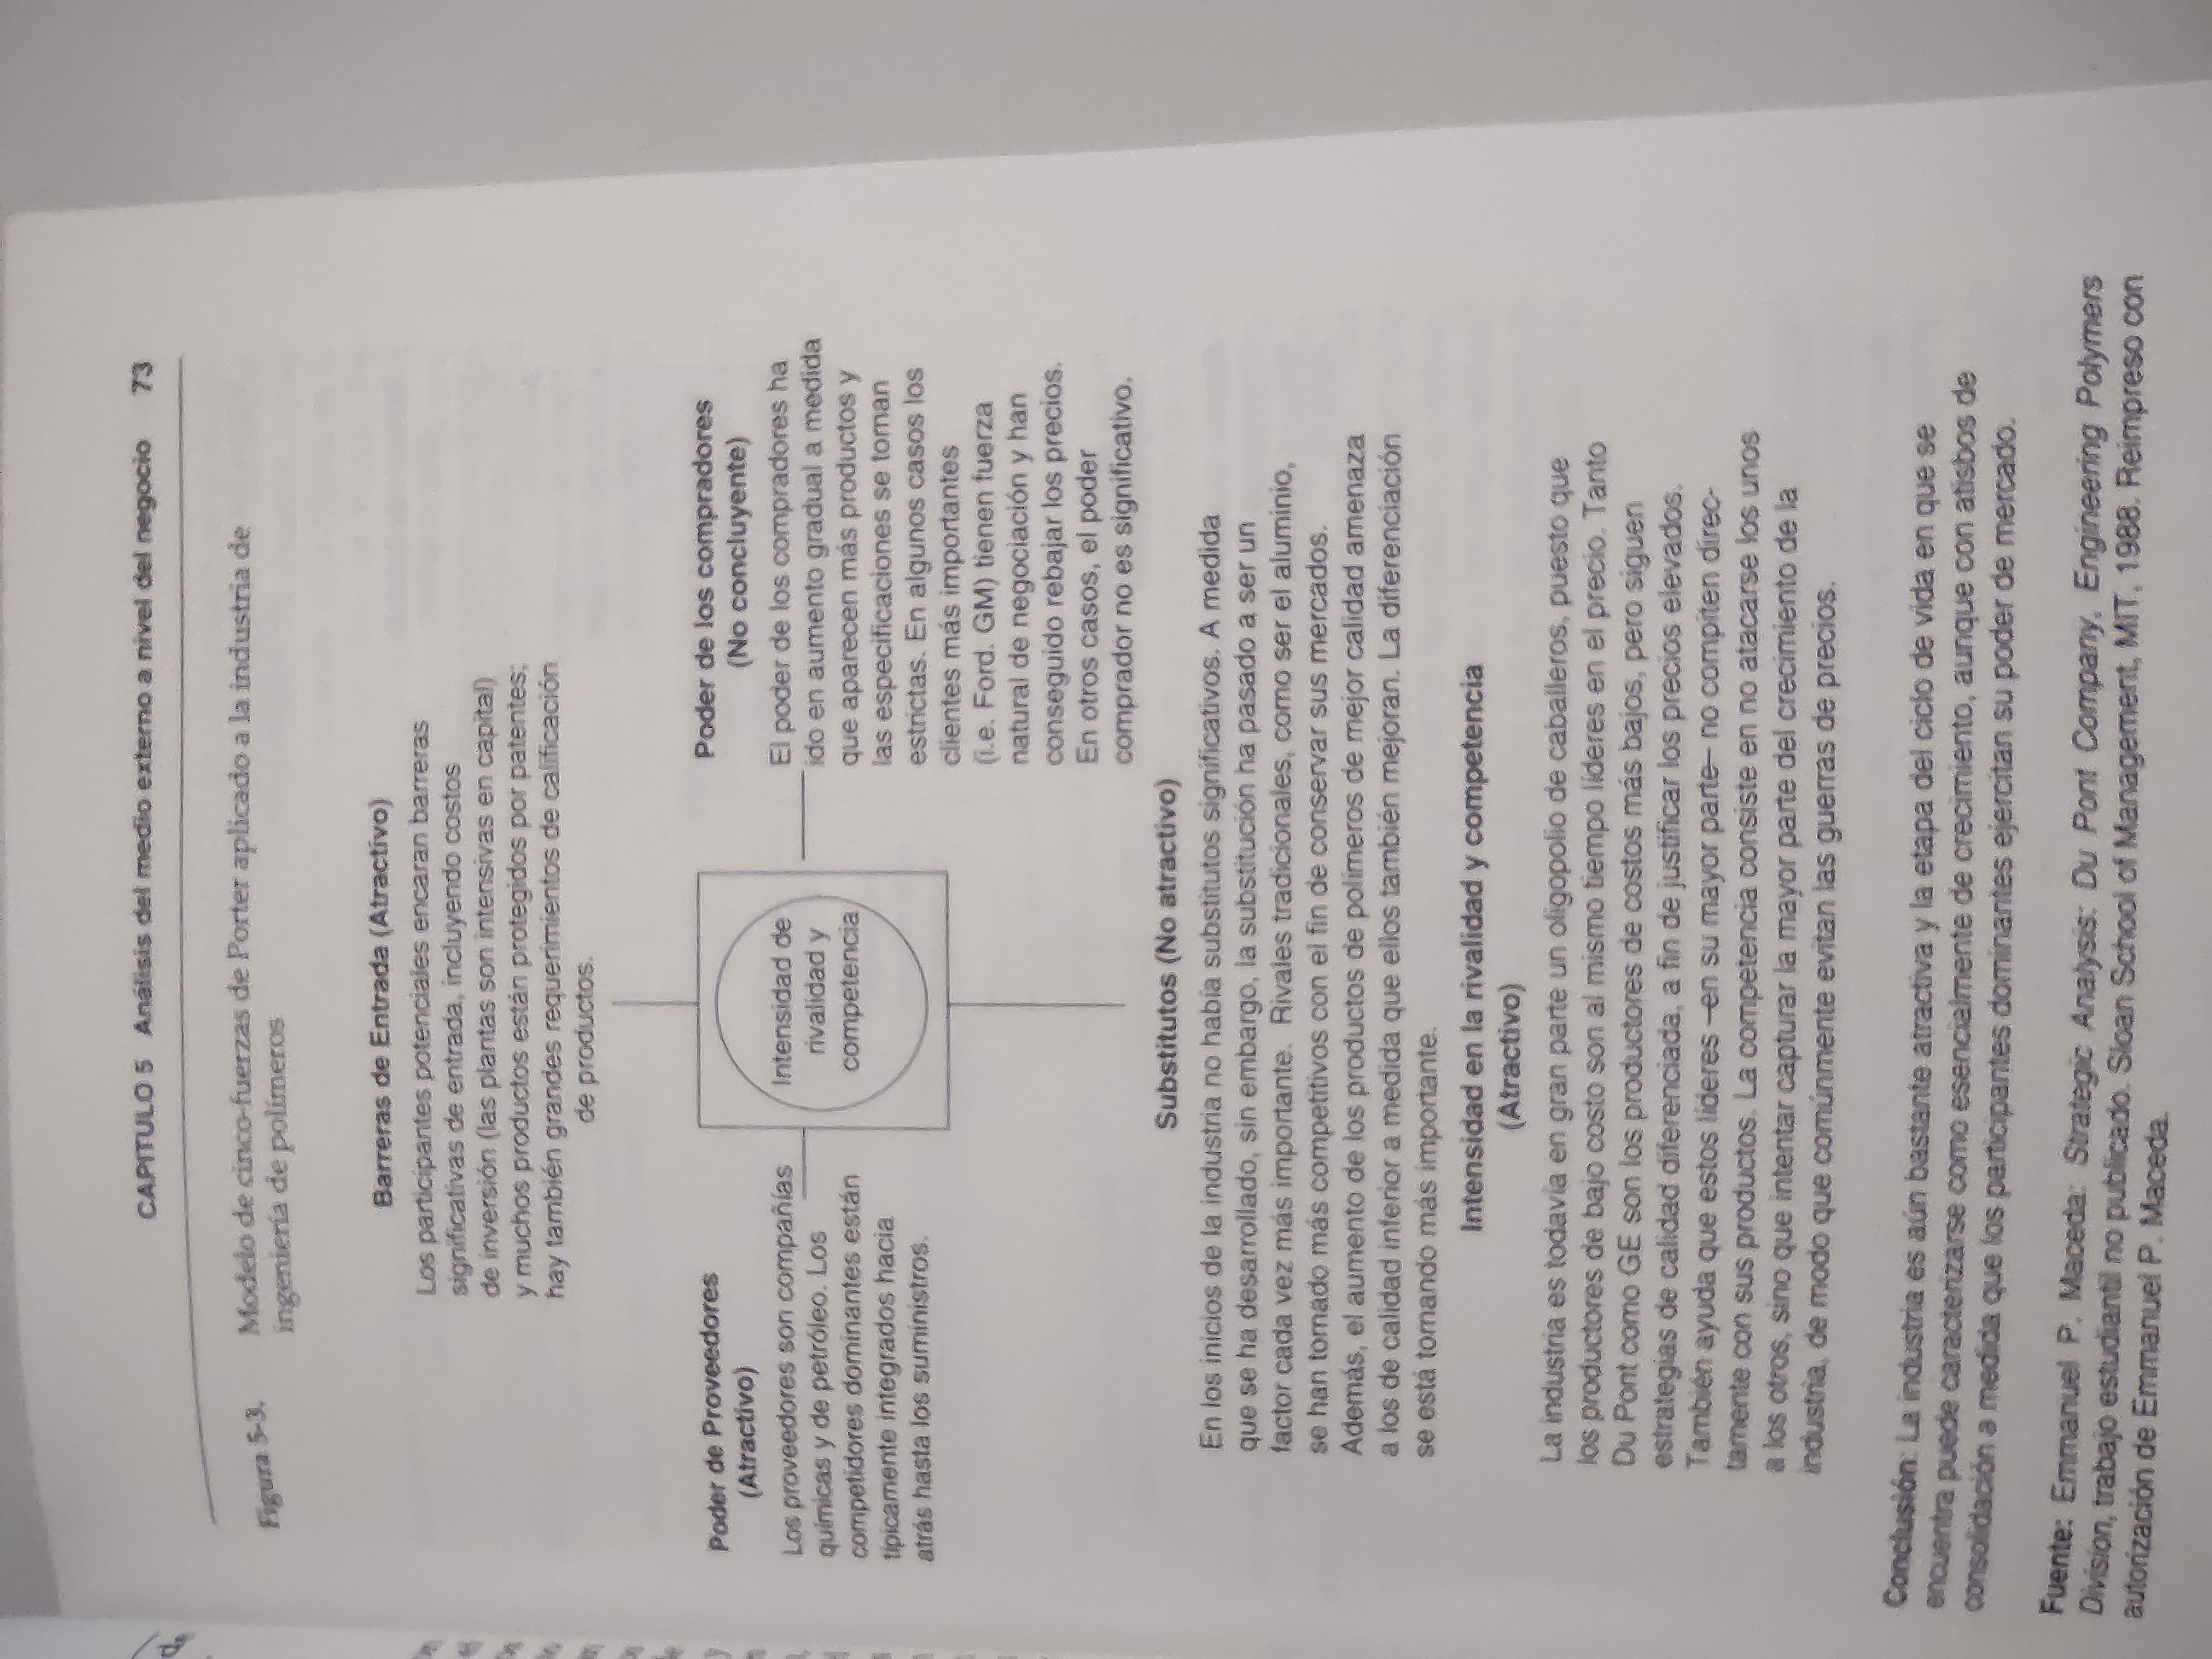 CAPITULO 5 Análisis del medio externo a nivel del negocio 73
Figura 5-3. Modelo de cinco-fuerzas de Porter aplicado a la industria de
ingeniería de polímeros
Barreras de Entrada (Atractivo)
Los participantes potenciales encaran barreras
significativas de entrada, incluyendo costos
de inversión (las plantas son intensivas en capital)
y muchos productos están protegidos por patentes;
hay también grandes requerimientos de calificación
de productos.
Poder de Proveedores
(Atractivo)
Los proveedores son compañías
químicas y de petróleo. Los
competidores dominantes están
típicamente integrados hacia
atrás hasta los suministros.
Intensidad de
rivalidad y
competencia
Poder de los compradores
(No concluyente)
El poder de los compradores ha
ido en aumento gradual a medida
que aparecen más productos y
las especificaciones se tornan
estrictas. En algunos casos los
clientes más importantes
(i.e. Ford. GM) tienen fuerza
natural de negociación y han
conseguido rebajar los precios.
En otros casos, el poder
comprador no es significativo.
Substitutos (No atractivo)
En los inicios de la industria no había substitutos significativos. A medida
que se ha desarrollado, sin embargo, la substitución ha pasado a ser un
factor cada vez más importante. Rivales tradicionales, como ser el aluminio,
se han tornado más competitivos con el fin de conservar sus mercados.
Además, el aumento de los productos de polímeros de mejor calidad amenaza
a los de calidad inferior a medida que ellos también mejoran. La diferenciación
se está tornando más importante.
Intensidad en la rivalidad y competencia
(Atractivo)
La industria es todavía en gran parte un oligopolio de caballeros, puesto que
los productores de bajo costo son al mismo tiempo líderes en el precio. Tanto
Du Pont como GE son los productores de costos más bajos, pero siguen
estrategias de calidad diferenciada, a fin de justificar los precios elevados.
También ayuda que estos líderes –en su mayor parte– no compiten direc-
tamente con sus productos. La competencia consiste en no atacarse los unos
a los otros, sino que intentar capturar la mayor parte del crecimiento de la
industria, de modo que comúnmente evitan las guerras de precios.
Conclusión: La industria es aún bastante atractiva y la etapa del ciclo de vida en que se
encuentra puede caracterizarse como esencialmente de crecimiento, aunque con atisbos de
consolidación a medida que los participantes dominantes ejercitan su poder de mercado.
Fuente: Emmanuel P. Maceda: Strategic Analysis: Du Pont Company, Engineering Polymers
Division, trabajo estudiantil no publicado. Sloan School of Management, MIT, 1988. Reimpreso con
autorización de Emmanuel P. Maceda.